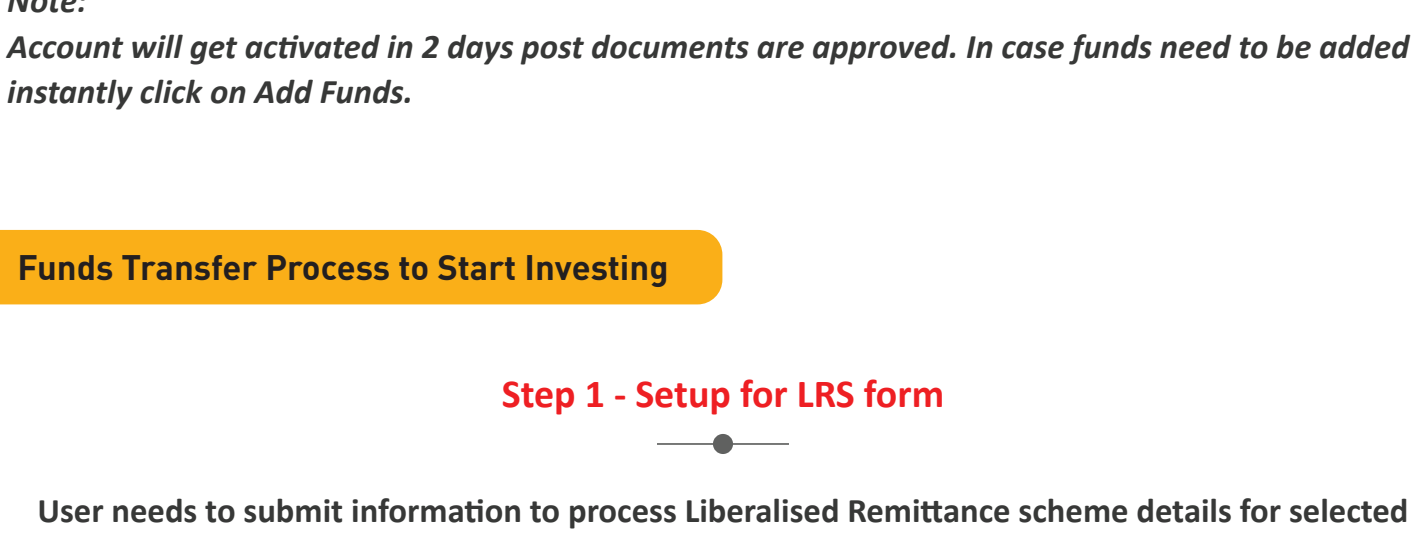 Note:
Account will get activated in 2 days post documents are approved. In case funds need to be added
instantly click on Add Funds.
Funds Transfer Process to Start Investing
Step 1 - Setup for LRS form
User needs to submit information to process Liberalised Remittance scheme details for selected